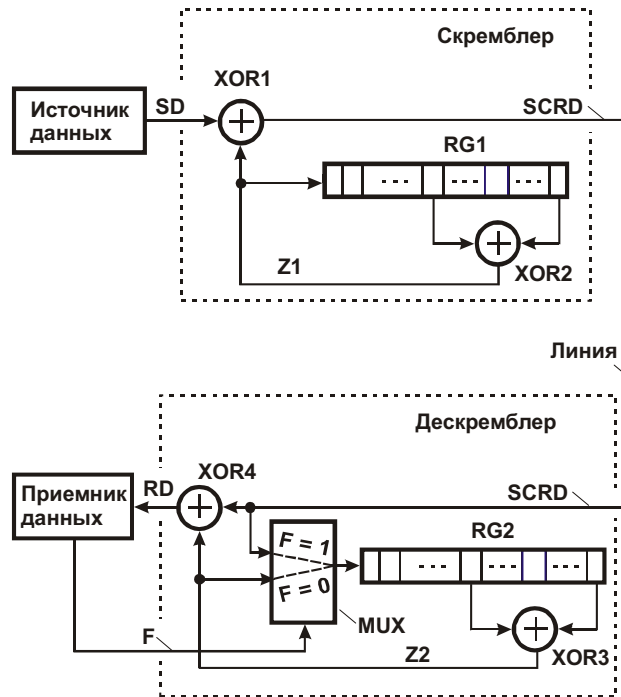 Скремблер
XOR1
Источник
данных
SD
SCRD
RG1
Z1
XOR2
Линия
Дескремблер
XOR4
Приемник
данных
RD
SCRD
F = 1
F = 0
RG2
MUX
F
Z2
XOR3